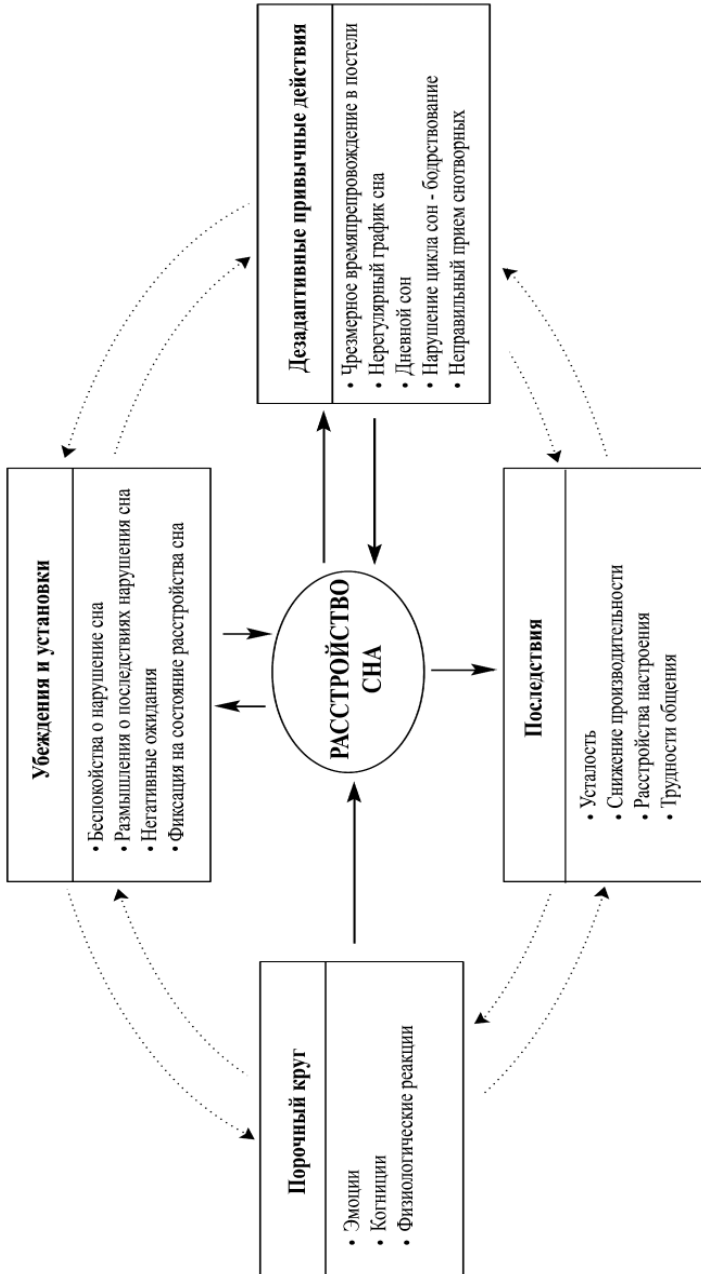 Убеждения и установки
• Беспокойства о нарушение сна
• Размышления о последствиях нарушения сна
• Негативные ожидания
• Фиксация на состояние расстройства сна
Порочный круг
• Эмоции
• Когниции
• Физиологические реакции
РАССТРОЙСТВО
СНА
Дезадаптивные привычные действия
• Чрезмерное времяпрепровождение в постели
• Нерегулярный график сна
• Дневной сон
• Нарушение цикла сон - бодрствование
• Неправильный прием снотворных
Последствия
• Усталость
• Снижение производительности
• Расстройства настроения
• Трудности общения